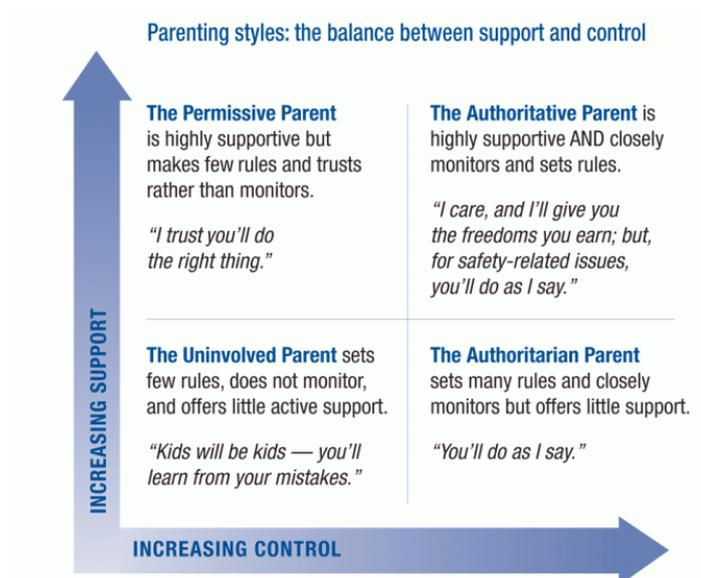 Parenting styles: the balance between support and control
The Permissive Parent
is highly supportive but
makes few rules and trusts
rather than monitors.
“I trust you’ll do
the right thing.”
The Authoritative Parent is
highly supportive AND closely
monitors and sets rules.
“I care, and I’ll give you
the freedoms you earn; but,
for safety-related issues,
you’ll do as I say.”
The Uninvolved Parent sets
few rules, does not monitor,
and offers little active support.
“Kids will be kids — you’ll
learn from your mistakes.”
The Authoritarian Parent
sets many rules and closely
monitors but offers little support.
“You’ll do as I say.”
INCREASING SUPPORT
INCREASING CONTROL